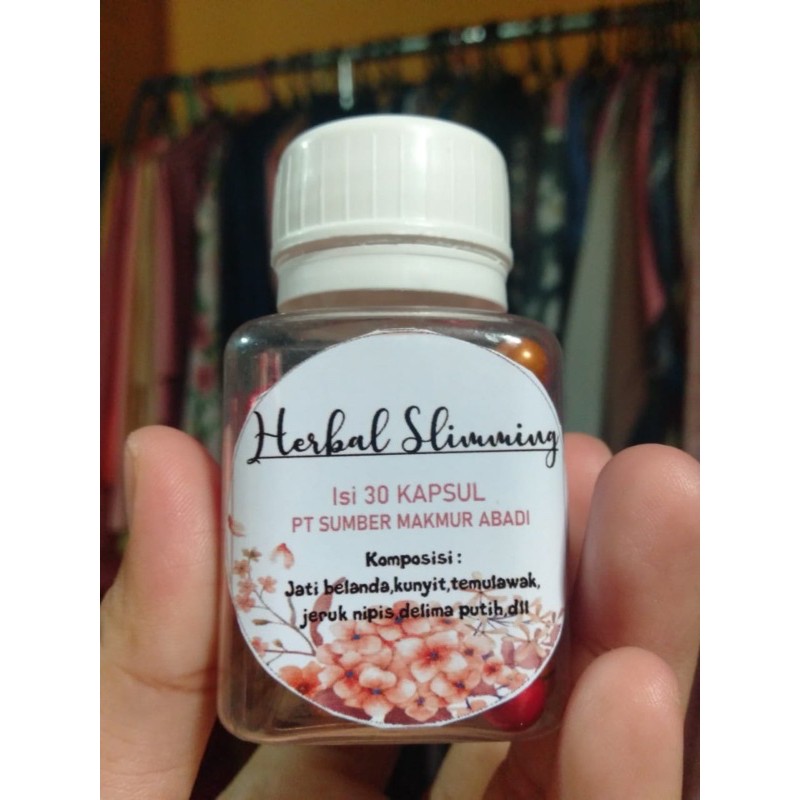 Herbal Slimming
Isi 30 KAPSUL
PT SUMBER MAKMUR ABADI
Komposisi :
Jati belanda,kunyit,temulawak,
jeruk nipis,delima putih,dll